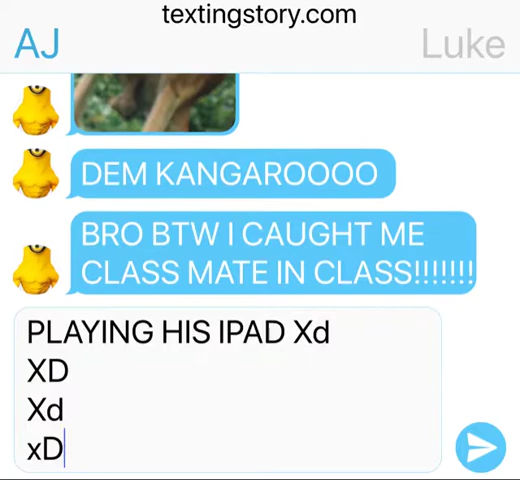 textingstory.com
AJ
Luke
DEM KANGAROOOO
BRO BTW I CAUGHT ME
CLASS MATE IN CLASS!!!!!!!
PLAYING HIS IPAD Xd
XD
Xd
xD